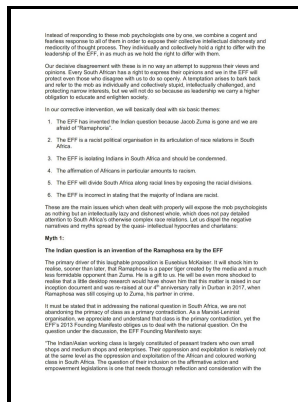 Instead of responding to these mob psychologists one by one, we combine a cogent and
fearless response to all of them in order to expose their collective intellectual dishonesty and
mediocrity of thought process. They individually and collectively hold a right to differ with the
leadership of the EFF, in as much as we hold the right to differ with them.
Our decisive disagreement with these is in no way an attempt to suppress their views and
opinions. Every South African has a right to express their opinions and we in the EFF will
protect even those who disagree with us to do so openly. A temptation arises to bark back
and refer to the mob as individually and collectively stupid, intellectually challenged, and
protecting narrow interests, but we will not do so because as leadership we carry a higher
obligation to educate and enlighten society.
In our corrective intervention, we will basically deal with six basic themes:
1. The EFF has invented the Indian question because Jacob Zuma is gone and we are
afraid of "Ramaphoria".
2. The EFF is a racist political organisation in its articulation of race relations in South
Africa.
3. The EFF is isolating Indians in South Africa and should be condemned.
4. The affirmation of Africans in particular amounts to racism.
5. The EFF will divide South Africa along racial lines by exposing the racial divisions.
6. The EFF is incorrect in stating that the majority of Indians are racist.
These are the main issues which when dealt with properly will expose the mob psychologists
as nothing but an intellectually lazy and dishonest whole, which does not pay detailed
attention to South Africa's otherwise complex race relations. Let us dispel the negative
narratives and myths spread by the quasi- intellectual hypocrites and charlatans:
Myth 1:
The Indian question is an invention of the Ramaphosa era by the EFF
The primary driver of this laughable proposition is Eusebius McKaiser. It will shock him to
realise, sooner than later, that Ramaphosa is a paper tiger created by the media and a much
less formidable opponent than Zuma. He is a gift to us. He will be even more shocked to
realise that a little desktop research would have shown him that this matter is raised in our
inception document and was re-raised at our 4th anniversary rally in Durban in 2017, when
Ramaphosa was still cosying up to Zuma, his partner in crime.
It must be stated that in addressing the national question in South Africa, we are not
abandoning the primacy of class as a primary contradiction. As a Marxist-Leninist
organisation, we appreciate and understand that class is the primary contradiction, yet the
EFF's 2013 Founding Manifesto obliges us to deal with the national question. On the
question under the discussion, the EFF Founding Manifesto says:
"The Indian/Asian working class is largely constituted of peasant traders who own small
shops and medium shops and enterprises. Their oppression and exploitation is relatively not
at the same level as the oppression and exploitation of the African and coloured working
class in South Africa. The question of their inclusion on the affirmative action and
empowerment legislations is one that needs thorough reflection and consideration with the